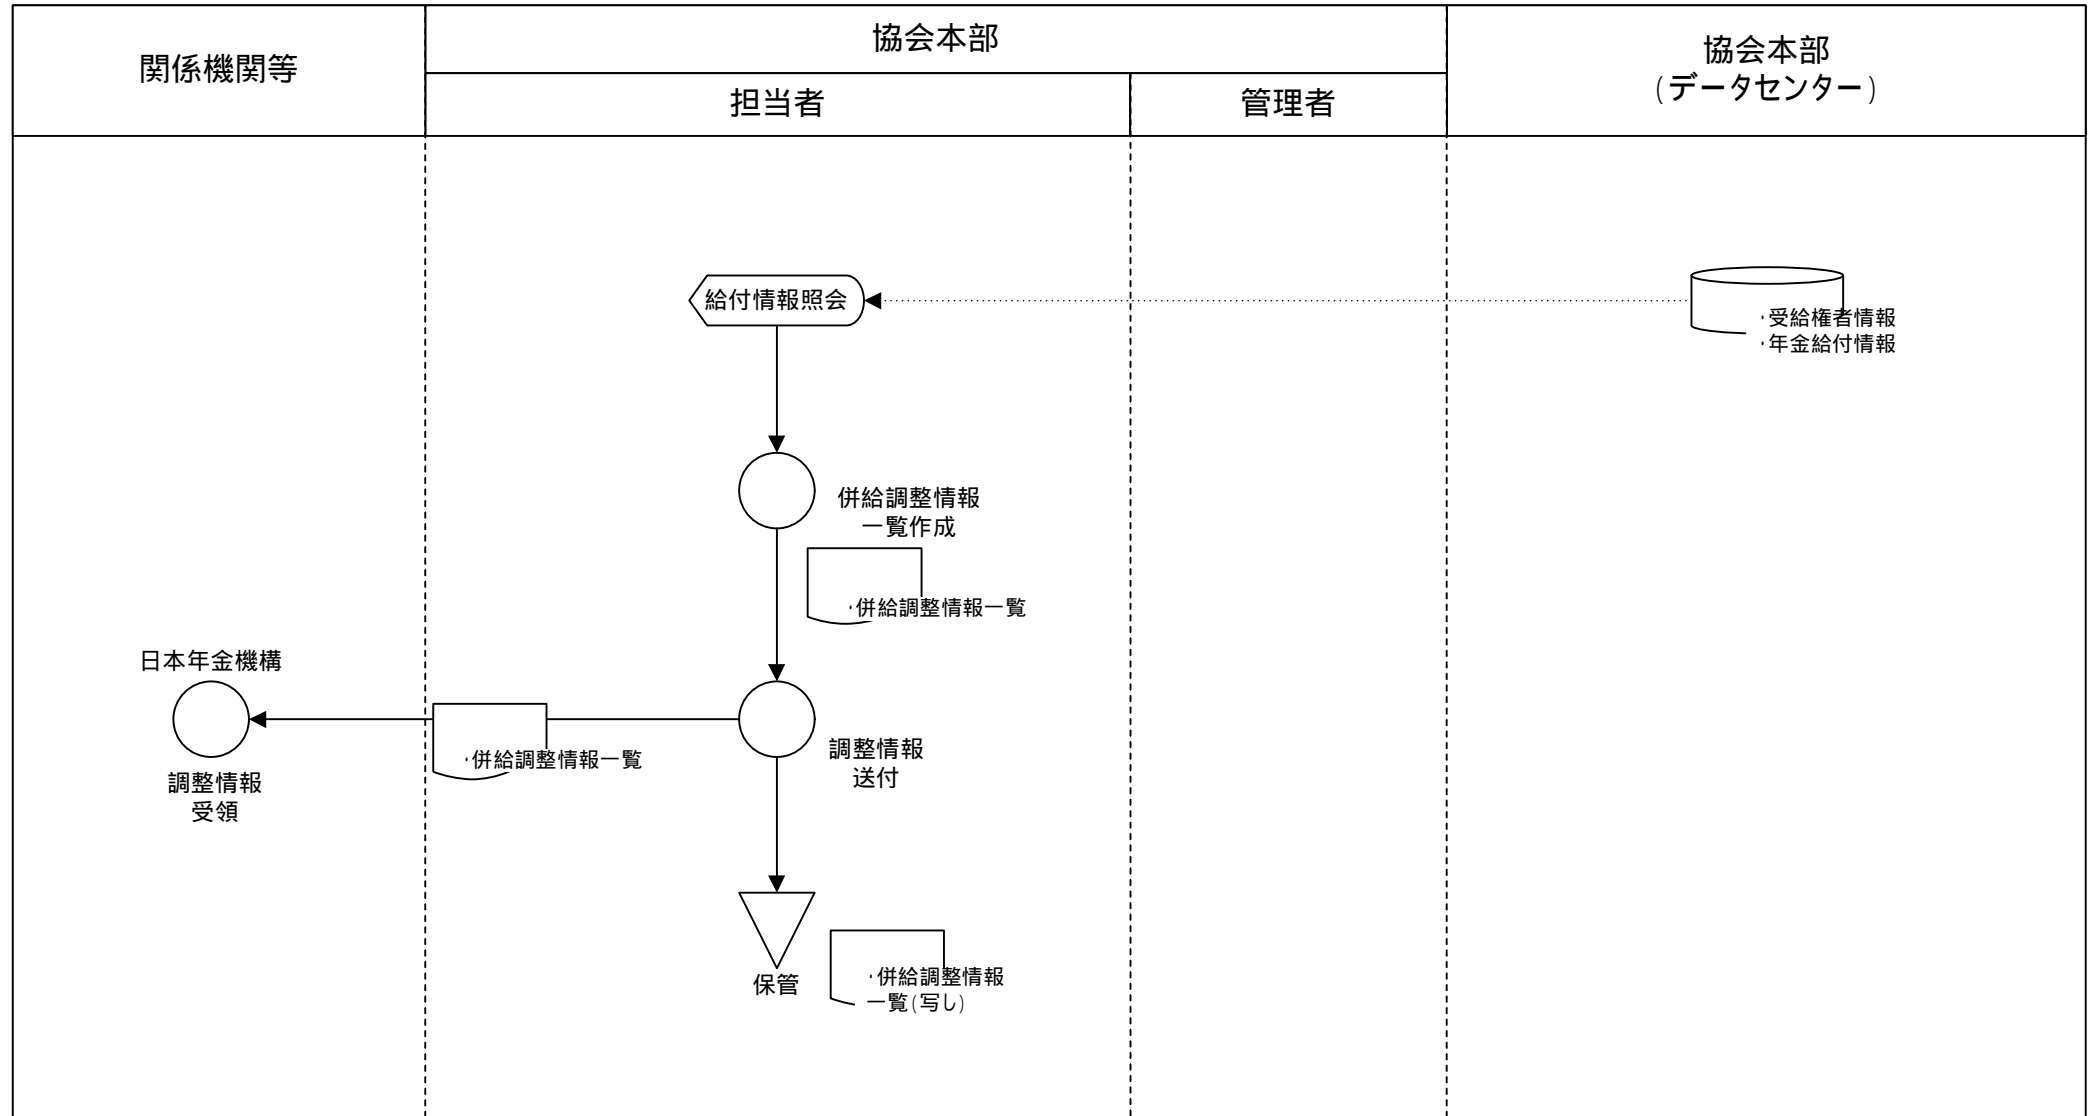 関係機関等
協会本部
担当者
管理者
協会本部
(データセンター)
給付情報照会
・受給権者情報
・年金給付情報
併給調整情報
一覧作成
・併給調整情報一覧
日本年金機構
調整情報
受領
・併給調整情報一覧
調整情報
送付
保管
・併給調整情報
一覧(写し)